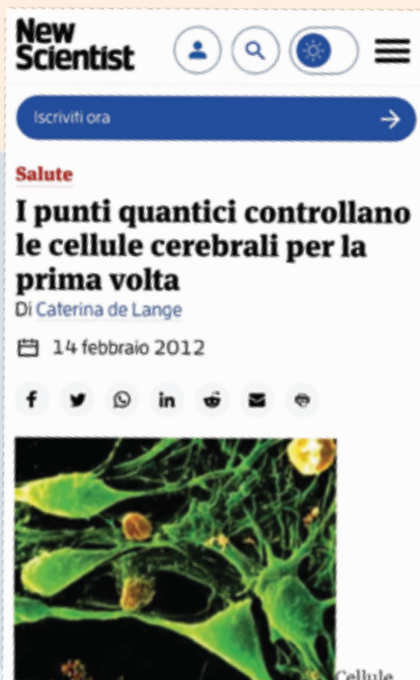 New
Scientist
Iscriviti ora
Salute
I punti quantici controllano
le cellule cerebrali per la
prima volta
Di Caterina de Lange
14 febbraio 2012
Cellule